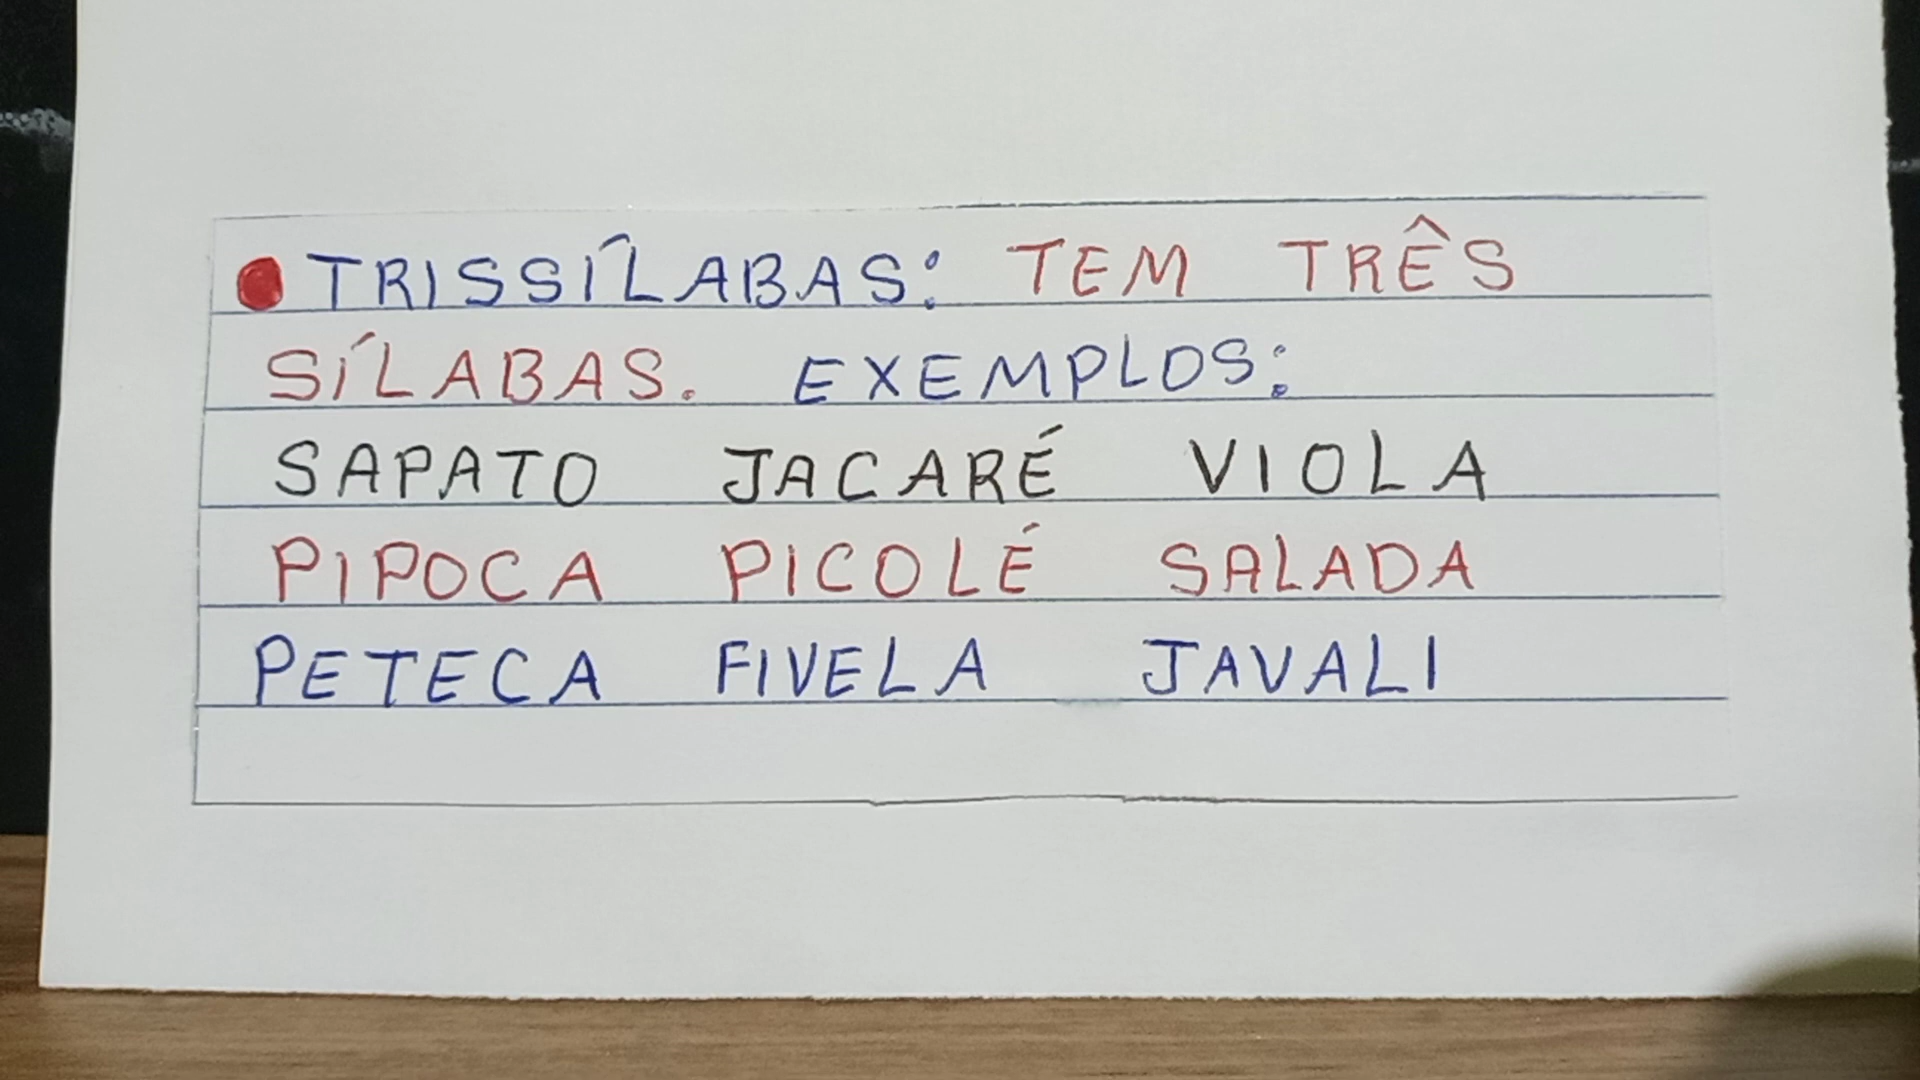 TRISSÍLABAS: TEM TRÊS
SÍLABAS. EXEMPLOS:
SAPATO JACARÉ VIOLA
PIPOCA PICOLÉ SALADA
PETECA FIVELA JAVALI